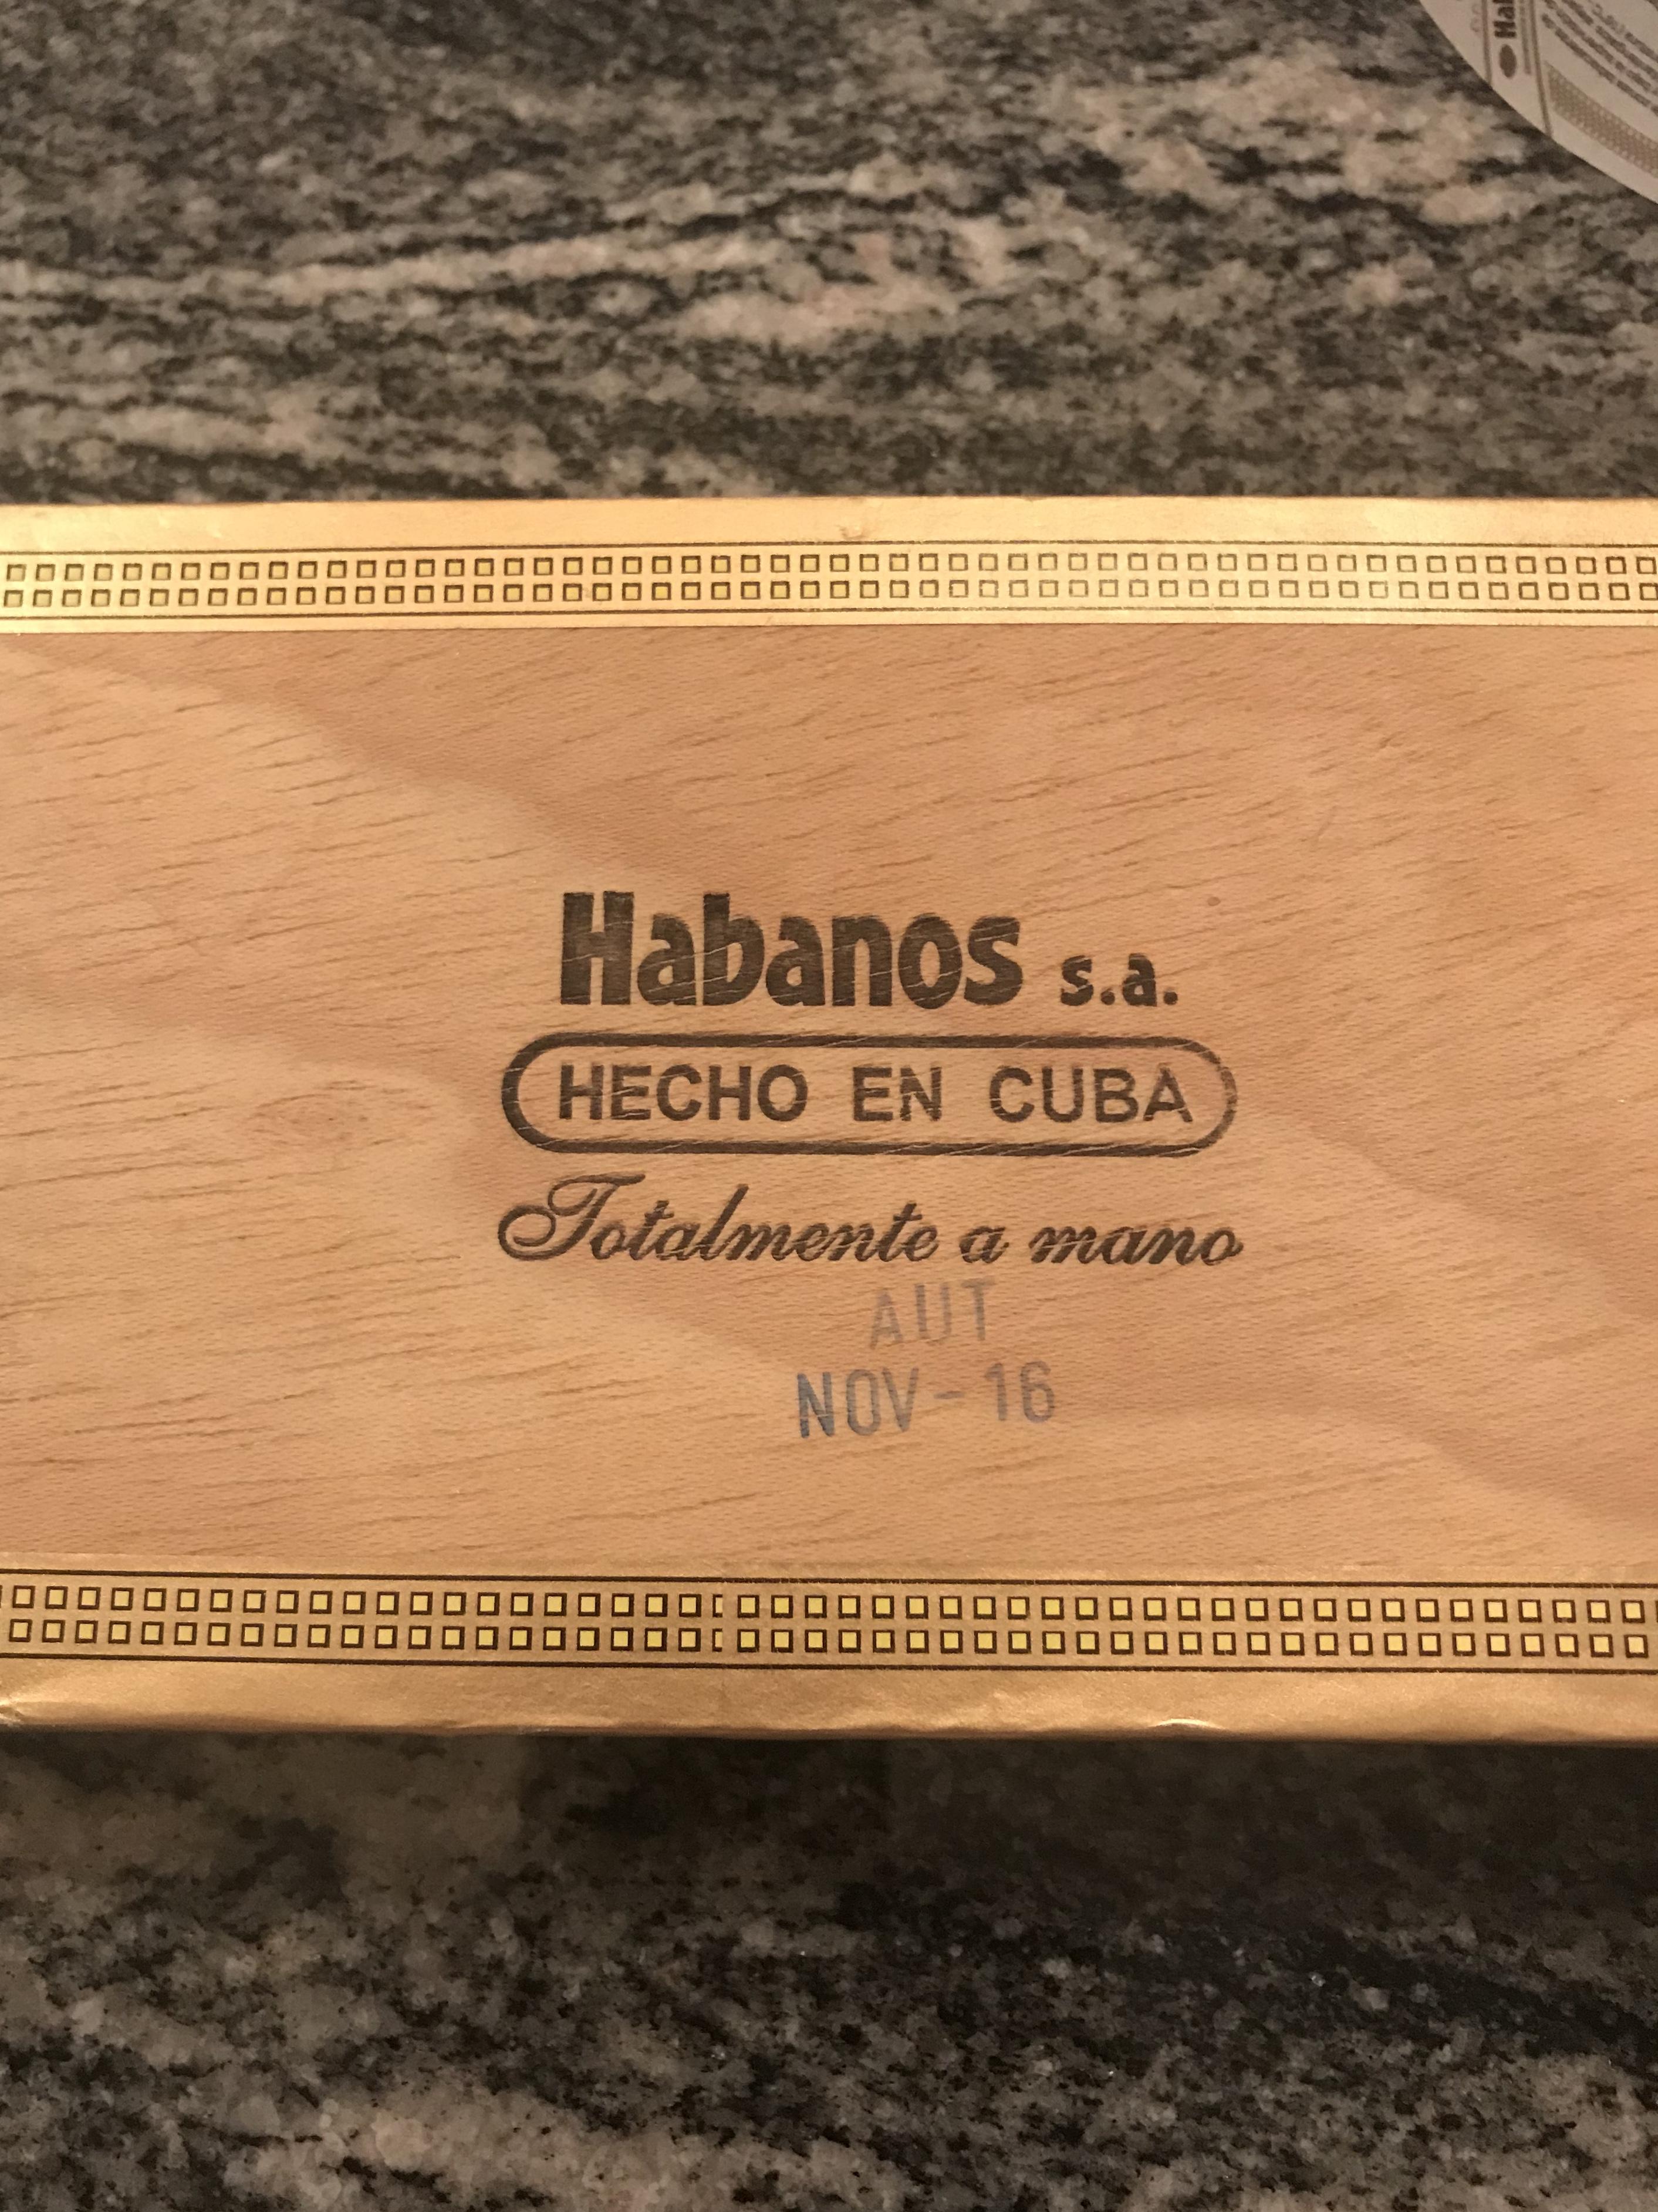 Habanos s.a.
HECHO EN CUBA
Totalmente a mano
AUT
NOV-16